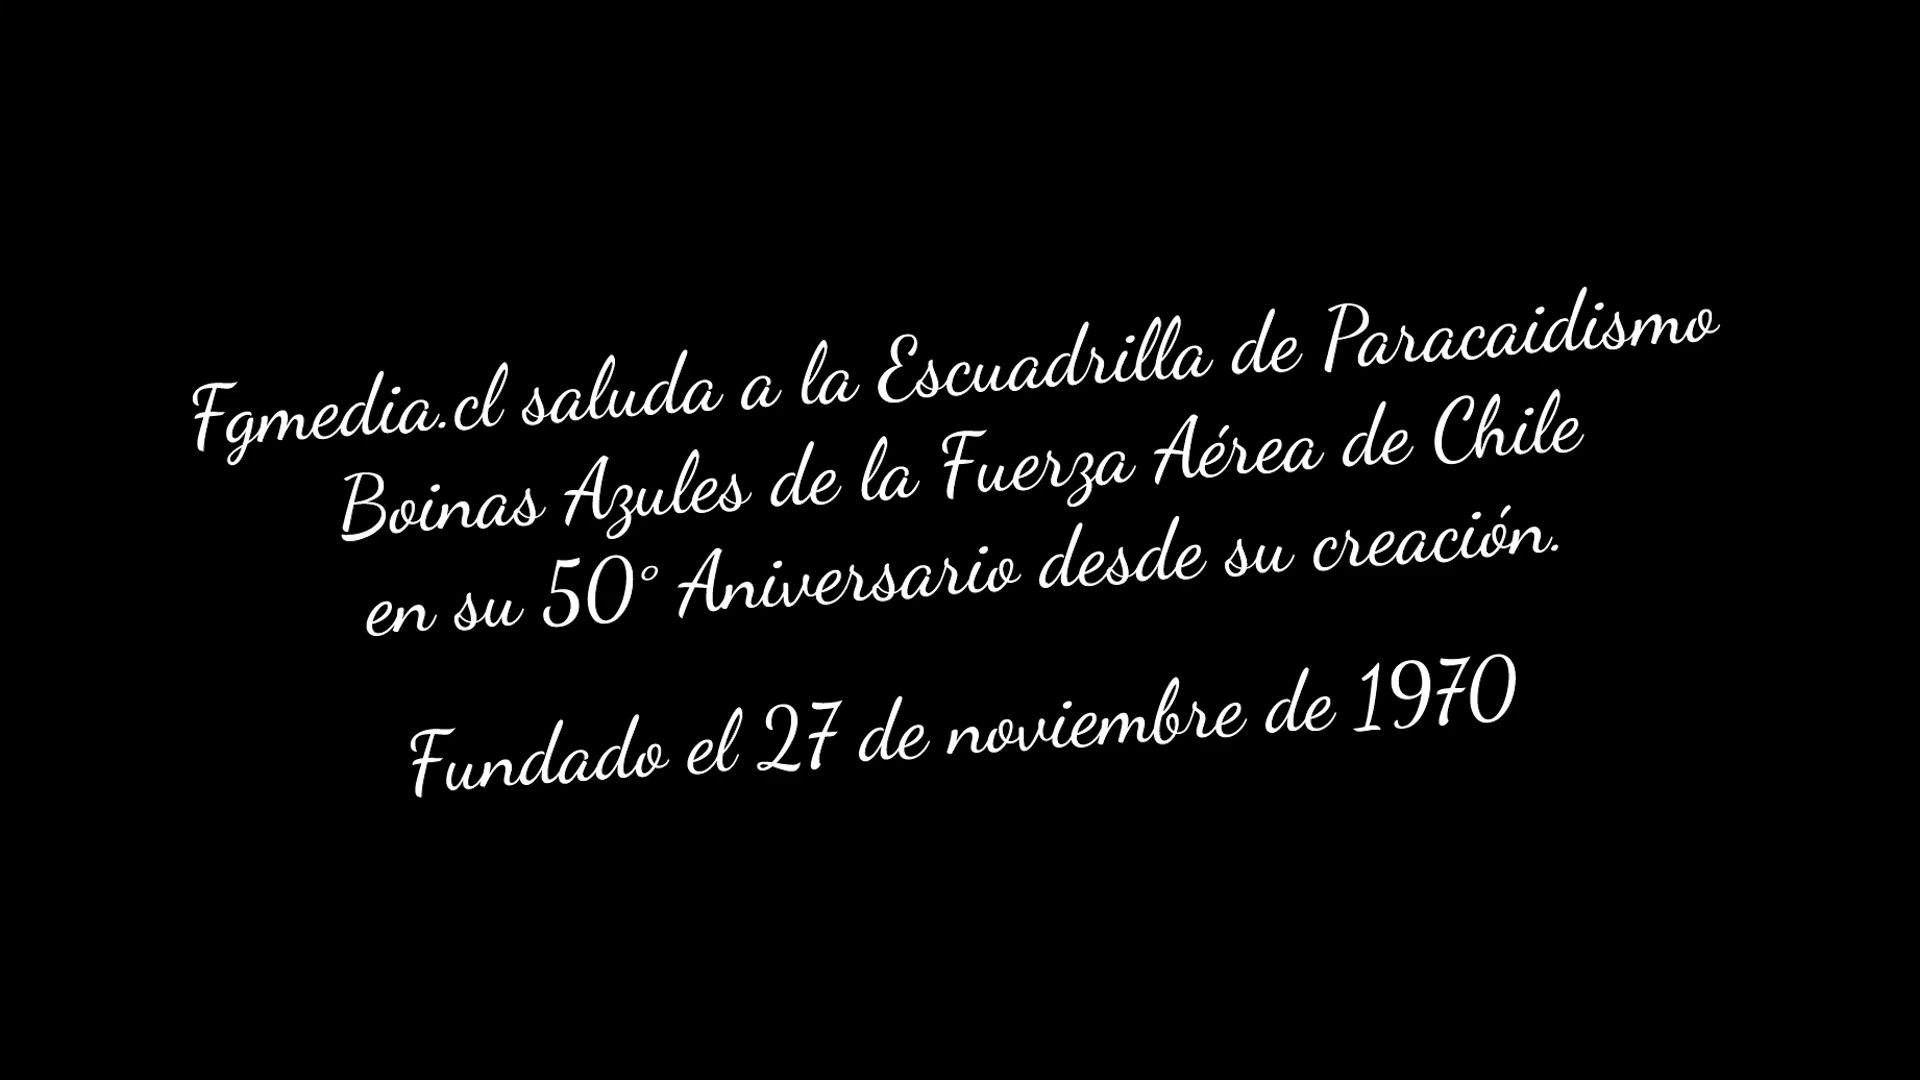 Fgmedia.cl saluda a la Escuadrilla de Paracaidismo
Boinas Azules de la Fuerza Aérea de Chile
en su 50° Aniversario desde su creación.
Fundado el 27 de noviembre de 1970